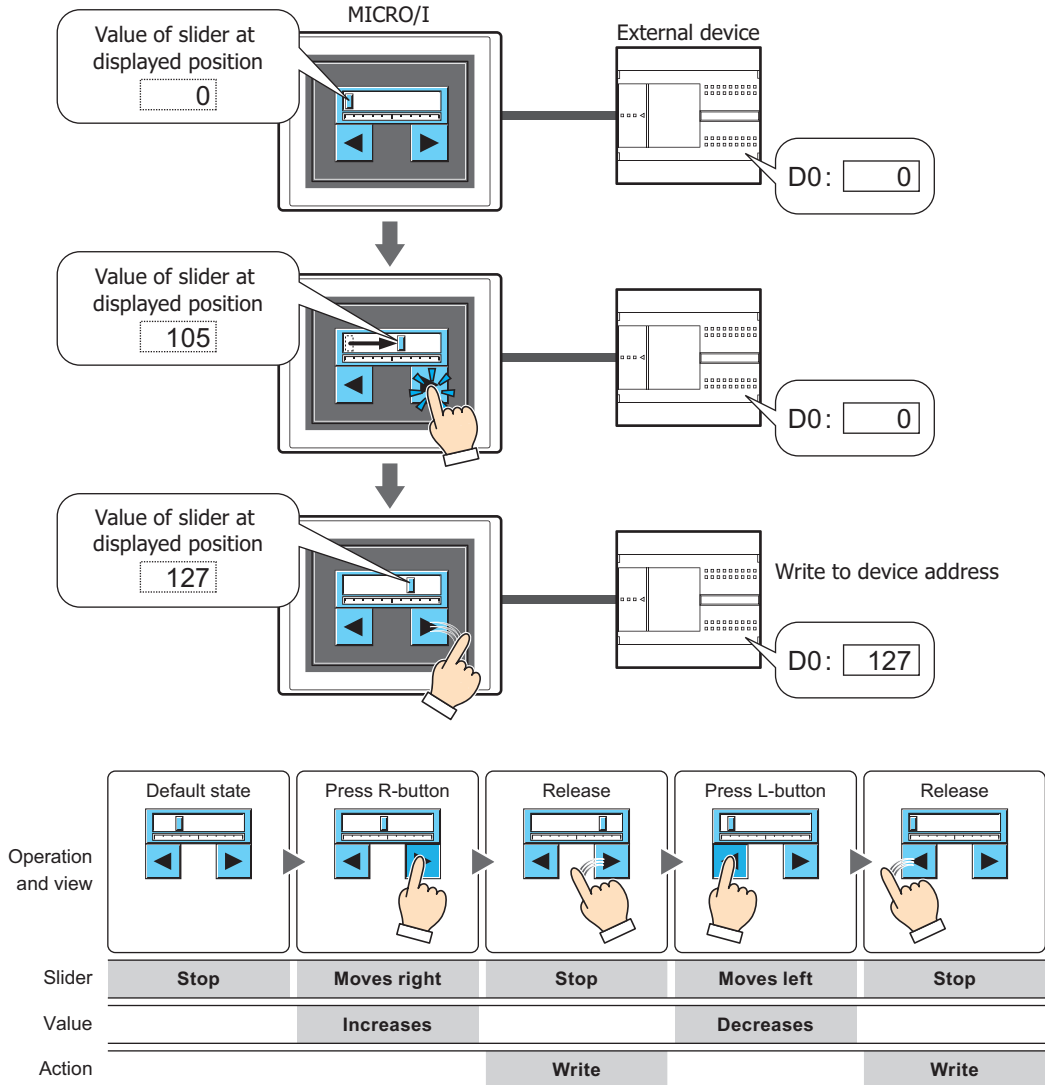 MICRO/I
Value of slider at
displayed position
0
External device
D0: 0
Value of slider at
displayed position
105
D0: 0
Value of slider at
displayed position
127
Write to device address
D0: 127
Default state
Press R-button
Release
Press L-button
Release
Operation
and view
Slider Stop Moves right Stop Moves left Stop
Value Increases Decreases
Action Write Write